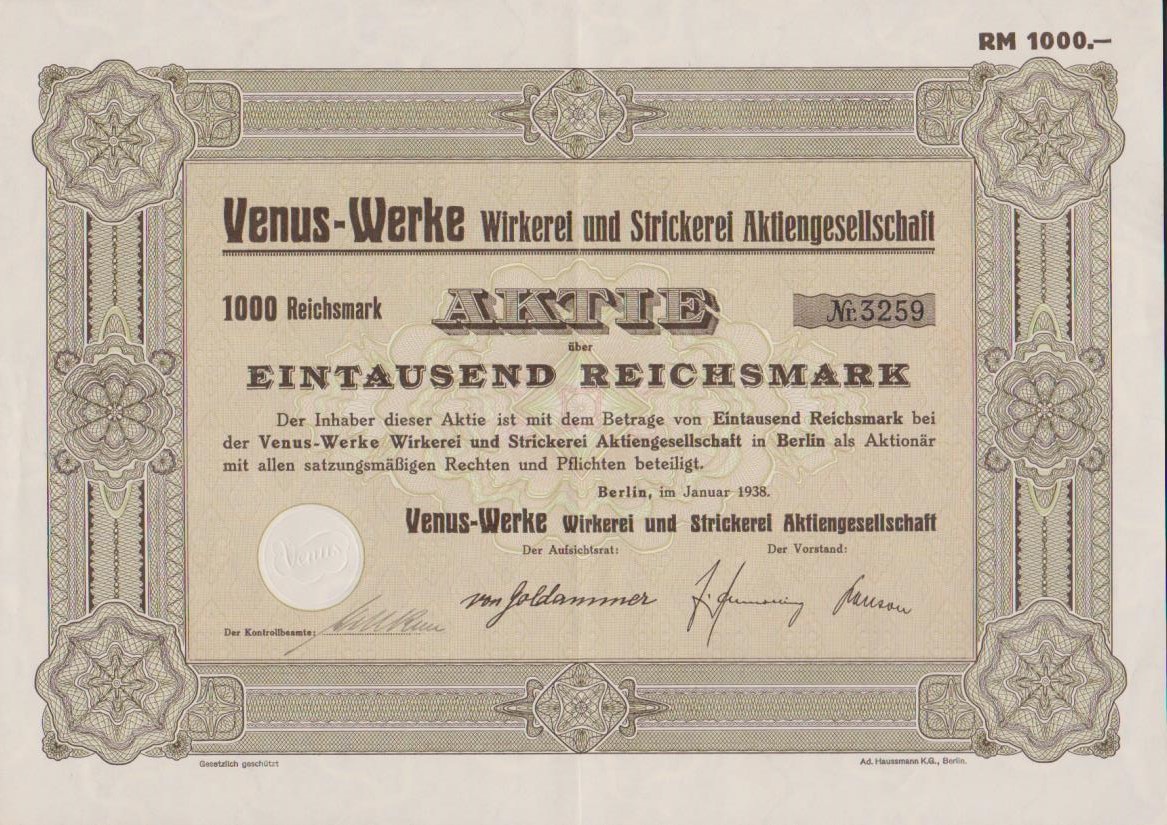 RM 1000.—
Venus-Werke Wirkerei und Strickerei Aktiengesellschaft
1000 Reichsmark AKTIE Nr. 3259
über
EINTAUSEND REICHSMARK
Der Inhaber dieser Aktie ist mit dem Betrage von Eintausend Reichsmark bei
der Venus-Werke Wirkerei und Strickerei Aktiengesellschaft in Berlin als Aktionär
mit allen satzungsmäßigen Rechten und Pflichten beteiligt.
Berlin, im Januar 1938.
Venus-Werke Wirkerei und Strickerei Aktiengesellschaft
Der Aufsichtsrat: Der Vorstand:
Venus
von Goldammer
Der Kontrollbeamte:
Gesetzlich geschützt
Ad. Haussmann K.G., Berlin.